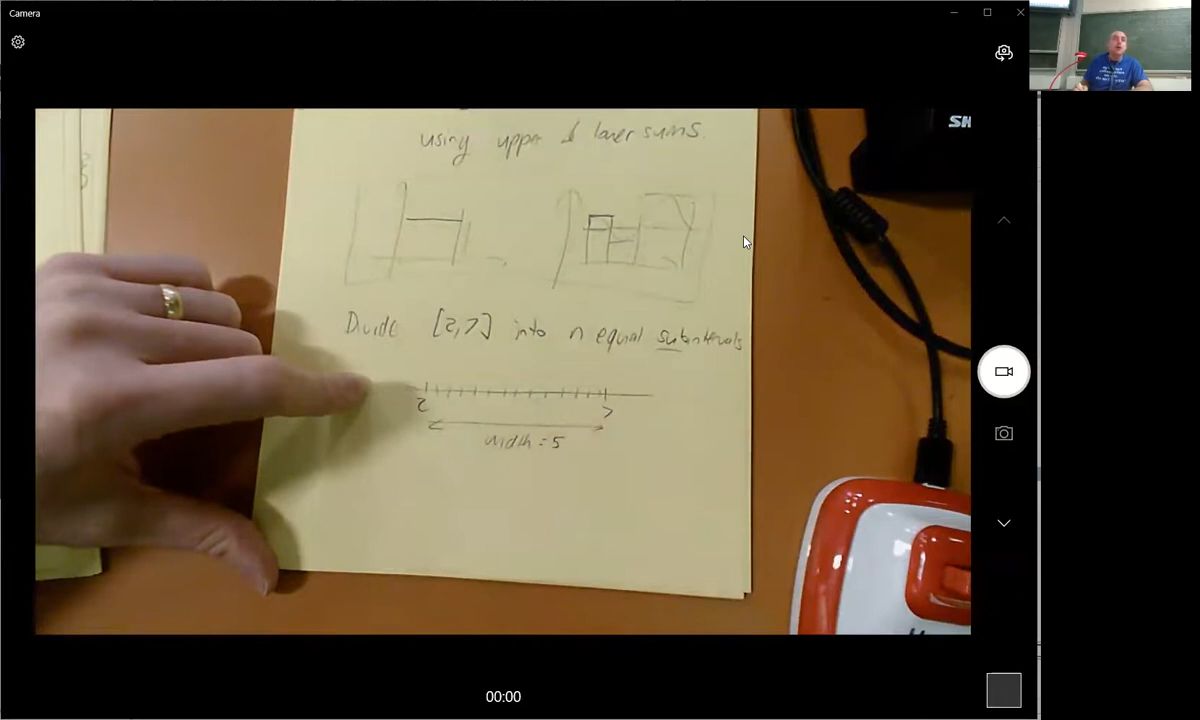 Camera
using upper & lower sums.
Divide [2,7] into n equal subintervals
2 7
width = 5
00:00